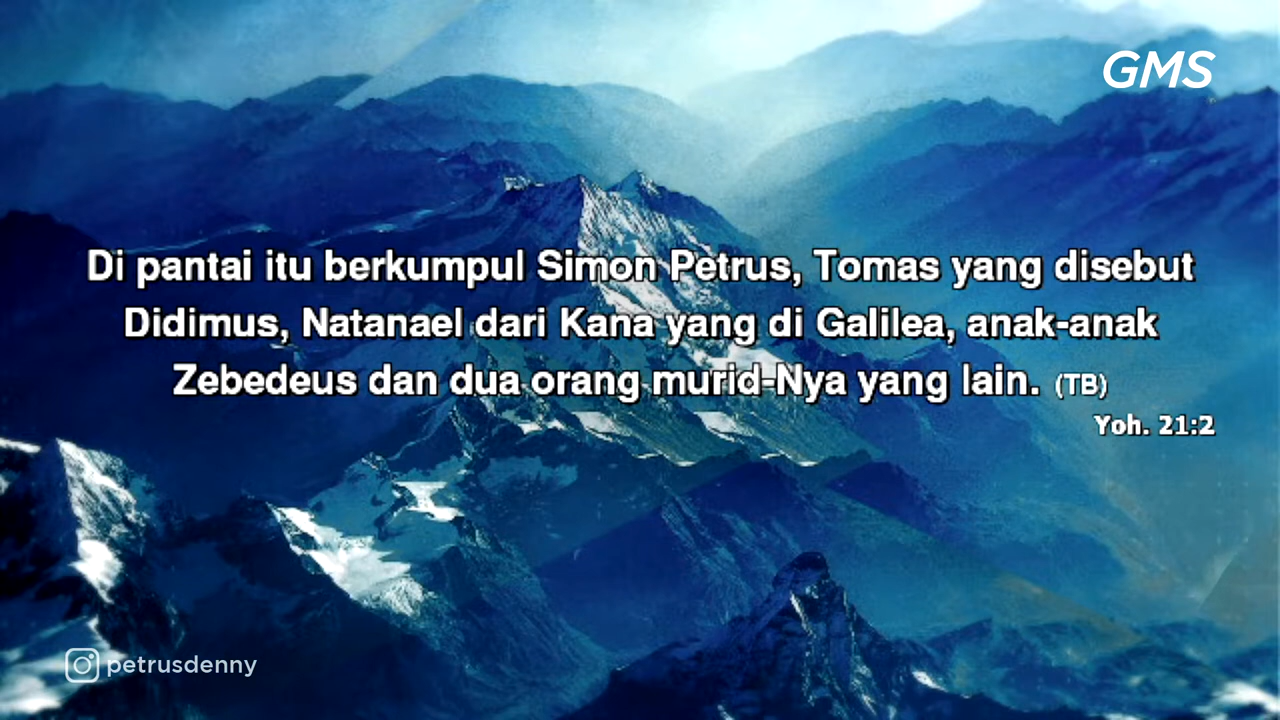 GMS
Di pantai itu berkumpul Simon Petrus, Tomas yang disebut
Didimus, Natanael dari Kana yang di Galilea, anak-anak
Zebedeus dan dua orang murid-Nya yang lain. (TB)
Yoh. 21:2
petrusdenny